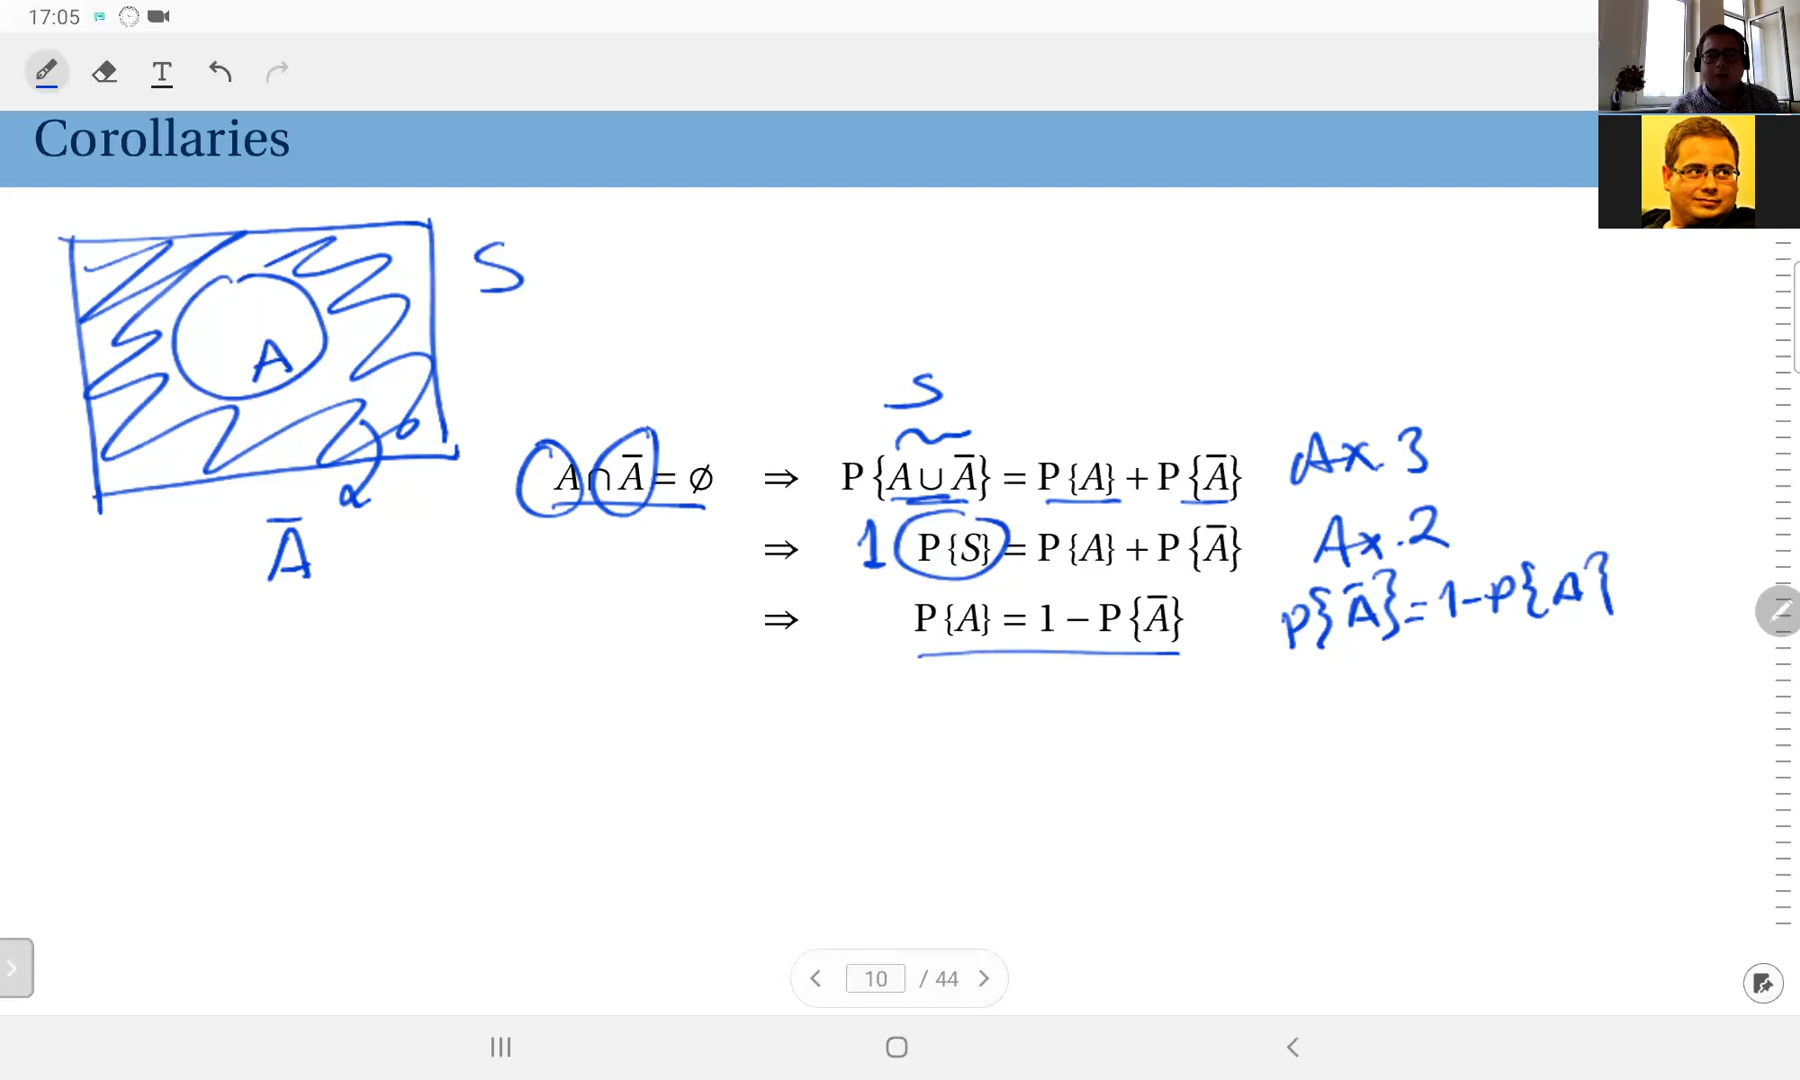 17:05
T
Corollaries
S
A
S
A ∩ A̅ = ∅ ⇒ P{A ∪ A̅} = P{A} + P{A̅} Ax. 3
⇒ 1 P{S} = P{A} + P{A̅} Ax. 2
⇒ P{A} = 1 − P{A̅} P{A̅} = 1 - P{A}
A̅
10 / 44